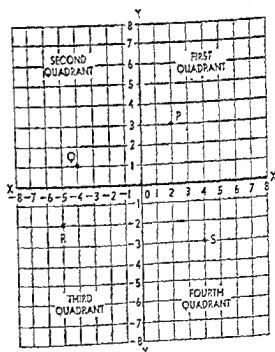 Y
8
7
SECOND QUADRANT
FIRST QUADRANT
6
5
4
3
P
2
Q
1
X
-8 -7 -6 -5 -4 -3 -2 -1 0 1 2 3 4 5 6 7 8
X
-1
-2
R
-3
S
-4
-5
THIRD QUADRANT
FOURTH QUADRANT
-6
-7
-8
Y